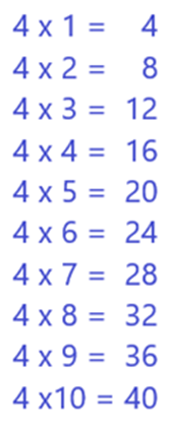 4 x 1 = 4
4 x 2 = 8
4 x 3 = 12
4 x 4 = 16
4 x 5 = 20
4 x 6 = 24
4 x 7 = 28
4 x 8 = 32
4 x 9 = 36
4 x10 = 40